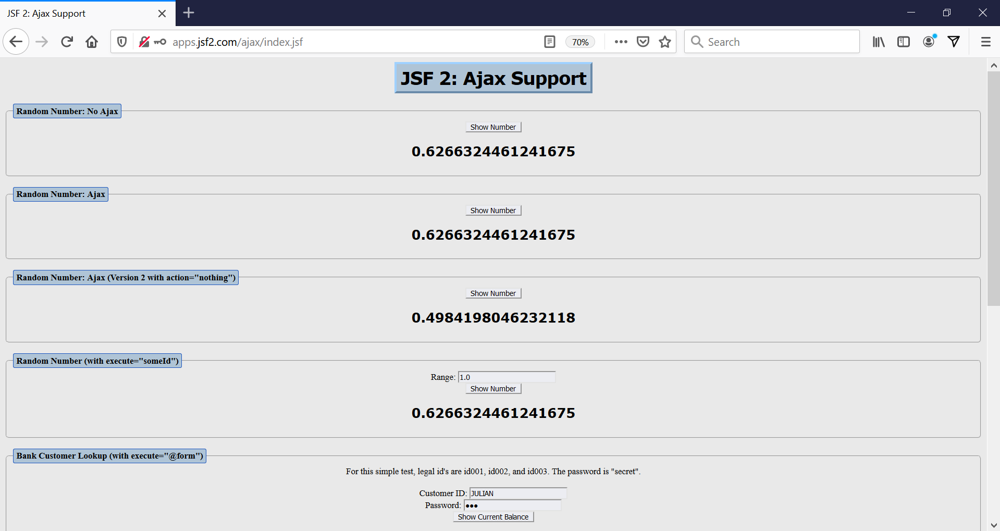 JSF 2: Ajax Support
apps.jsf2.com/ajax/index.jsf
70%
Search
JSF 2: Ajax Support
Random Number: No Ajax
Show Number
0.6266324461241675
Random Number: Ajax
Show Number
0.6266324461241675
Random Number: Ajax (Version 2 with action="nothing")
Show Number
0.4984198046232118
Random Number (with execute="someId")
Range: 1.0
Show Number
0.6266324461241675
Bank Customer Lookup (with execute="@form")
For this simple test, legal id's are id001, id002, and id003. The password is "secret".
Customer ID: JULIAN
Password: ●●●
Show Current Balance